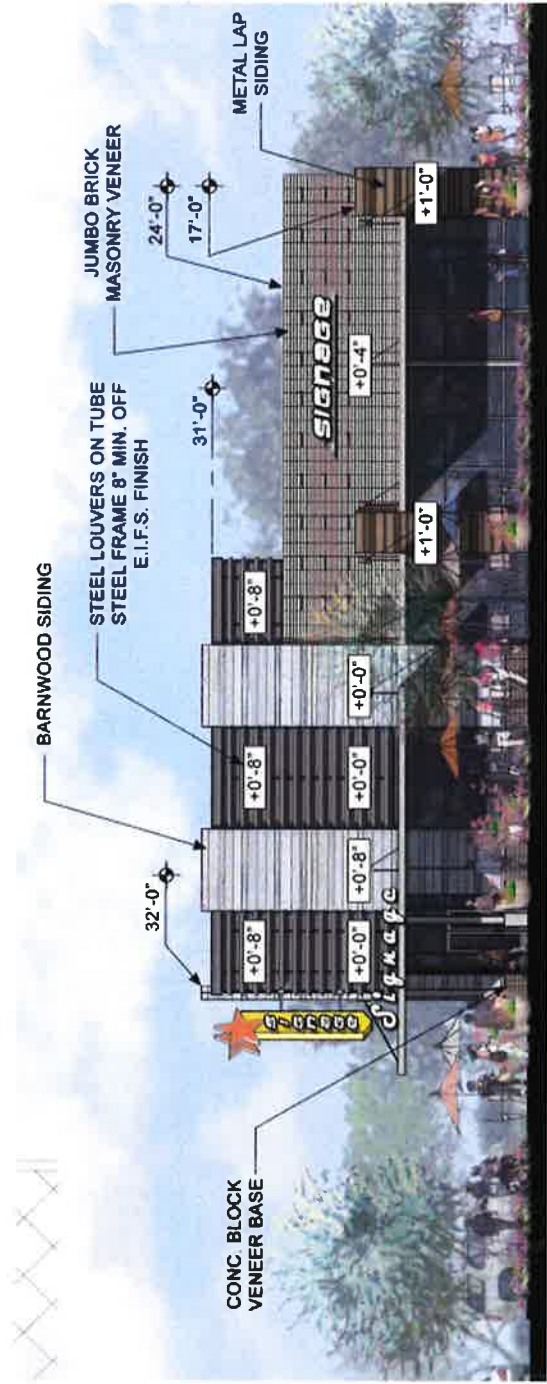 BARNWOOD SIDING
STEEL LOUVERS ON TUBE
STEEL FRAME 8" MIN. OFF
E.I.F.S. FINISH
JUMBO BRICK
MASONRY VENEER
METAL LAP
SIDING
CONC. BLOCK
VENEER BASE
32'-0"
31'-0"
24'-0"
17'-0"
+0'-8"
+0'-8"
+0'-8"
+0'-0"
+0'-8"
+0'-0"
+0'-0"
+1'-0"
+0'-4"
+1'-0"
SIGNAGE
Signage
SIGNAGE